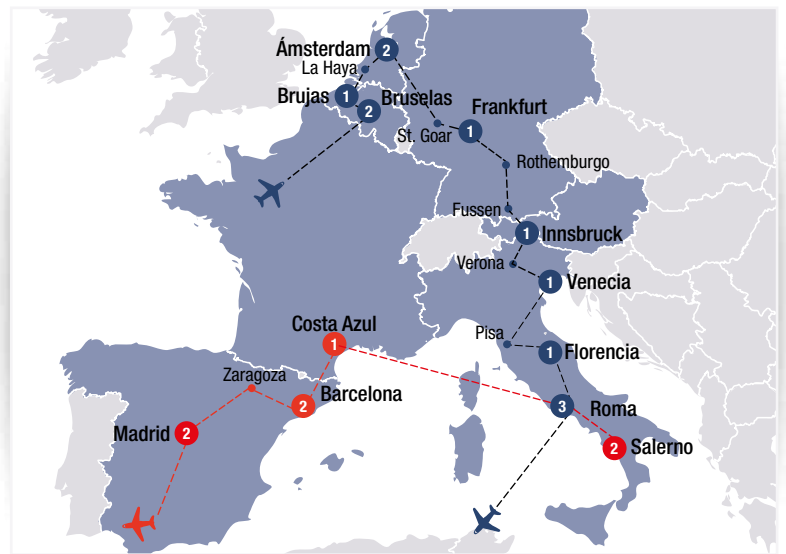 Ámsterdam 2
La Haya
Brujas 1
Bruselas 2
Frankfurt 1
St. Goar
Rothemburgo
Fussen
1 Innsbruck
Verona
1 Venecia
Costa Azul
1
Pisa
1 Florencia
Zaragoza
Barcelona
2
3 Roma
Madrid 2
2 Salerno